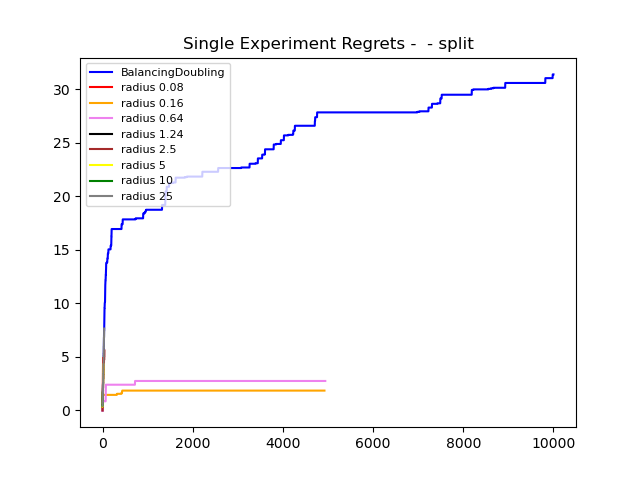 Single Experiment Regrets -  - split
BalancingDoubling
radius 0.08
radius 0.16
radius 0.64
radius 1.24
radius 2.5
radius 5
radius 10
radius 25
30
25
20
15
10
5
0
0 2000 4000 6000 8000 10000